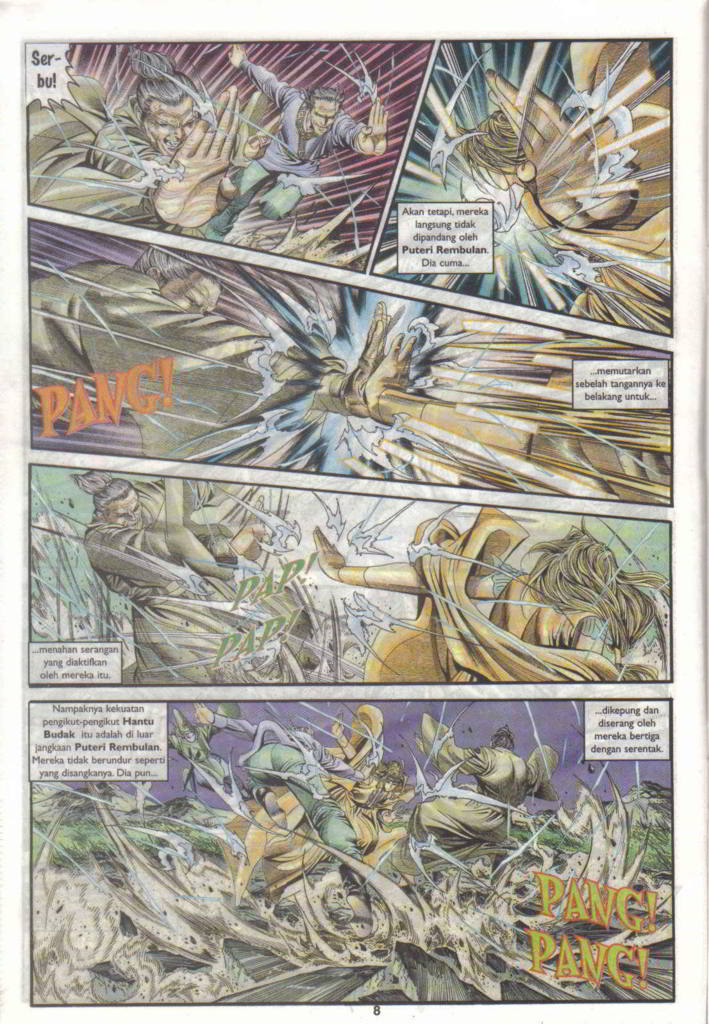 Ser-
bu!
Akan tetapi, mereka
langsung tidak
dipandang oleh
Puteri Rembulan.
Dia cuma...
PANG!
...memutarkan
sebelah tangannya ke
belakang untuk...
PAP!
PAP!
...menahan serangan
yang diaktifkan
oleh mereka itu.
Nampaknya kekuatan
pengikut-pengikut Hantu
Budak itu adalah di luar
jangkaan Puteri Rembulan.
Mereka tidak berundur seperti
yang disangkanya. Dia pun...
...dikepung dan
diserang oleh
mereka bertiga
dengan serentak.
PANG!
PANG!
8